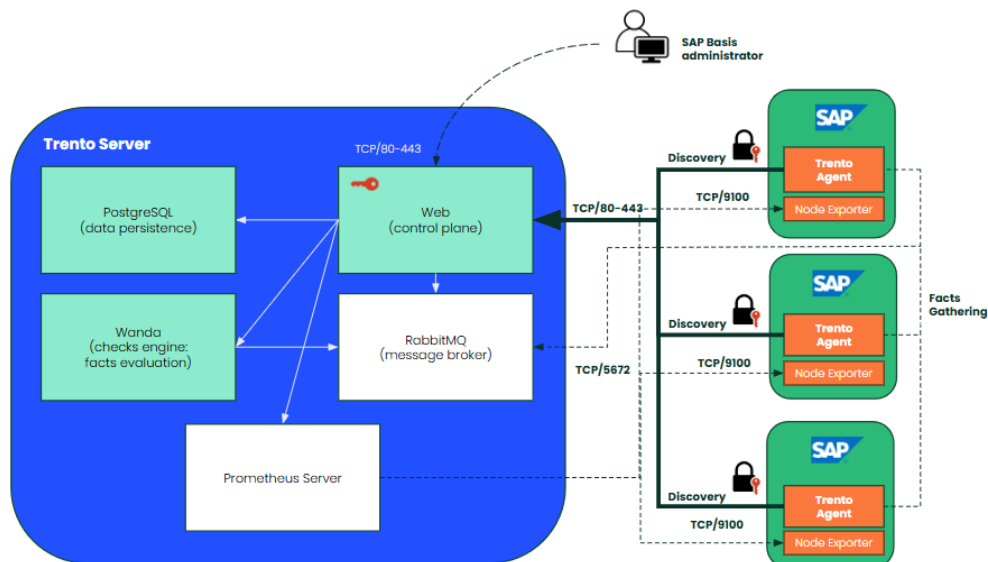 SAP Basis
administrator
Trento Server
TCP/80-443
PostgreSQL
(data persistence)
Web
(control plane)
Wanda
(checks engine:
facts evaluation)
RabbitMQ
(message broker)
Prometheus Server
TCP/80-443
TCP/5672
SAP
Discovery
Trento
Agent
TCP/9100
Node Exporter
SAP
Discovery
Trento
Agent
TCP/9100
Node Exporter
Facts
Gathering
SAP
Discovery
Trento
Agent
TCP/9100
Node Exporter